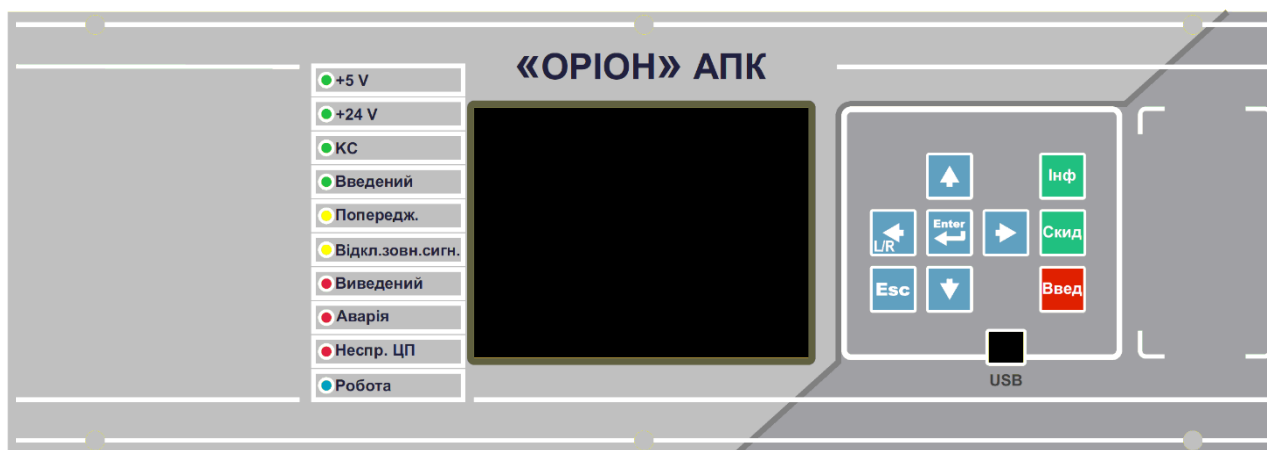 «ОРІОН» АПК
+5 V
+24 V
КС
Введений
Попередж.
Відкл.зовн.сигн.
Виведений
Аварія
Неспр. ЦП
Робота
Інф
L/R
Enter
Скид
Esc
Введ
USB